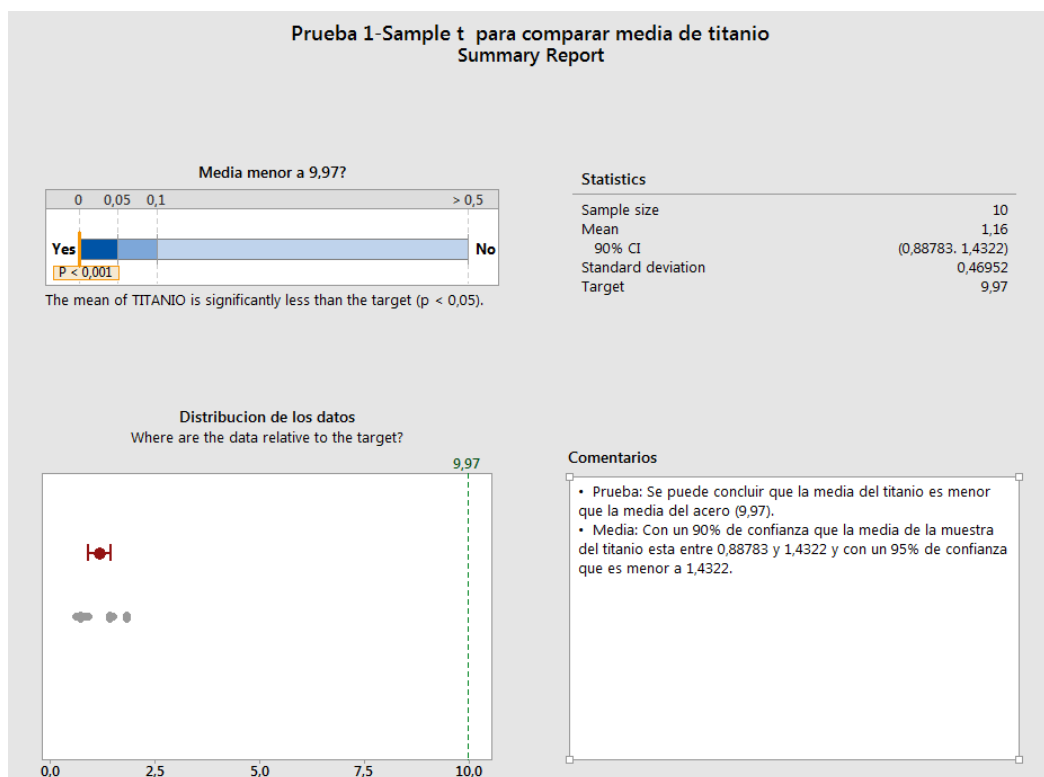 Prueba 1-Sample t para comparar media de titanio
Summary Report
Media menor a 9,97?
0 0,05 0,1 > 0,5
Yes No
P < 0,001
The mean of TITANIO is significantly less than the target (p < 0,05).
Statistics
Sample size 10
Mean 1,16
90% CI (0,88783. 1,4322)
Standard deviation 0,46952
Target 9,97
Distribucion de los datos
Where are the data relative to the target?
9,97
0,0 2,5 5,0 7,5 10,0
Comentarios
• Prueba: Se puede concluir que la media del titanio es menor
que la media del acero (9,97).
• Media: Con un 90% de confianza que la media de la muestra
del titanio esta entre 0,88783 y 1,4322 y con un 95% de confianza
que es menor a 1,4322.